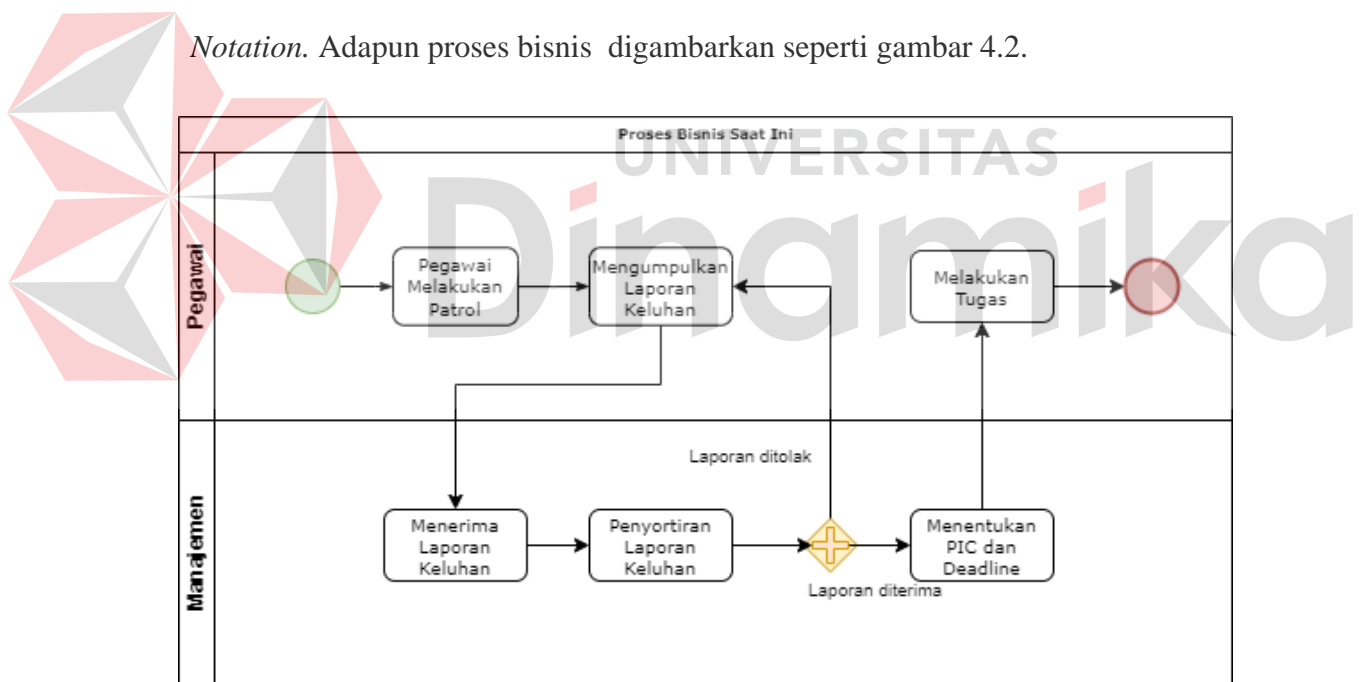 Notation. Adapun proses bisnis digambarkan seperti gambar 4.2.
Proses Bisnis Saat Ini
UNIVERSITAS
Dinamika
Pegawai
Pegawai
Melakukan
Patrol
Mengumpulkan
Laporan
Keluhan
Melakukan
Tugas
Laporan ditolak
Manajemen
Menerima
Laporan
Keluhan
Penyortiran
Laporan
Keluhan
Menentukan
PIC dan
Deadline
Laporan diterima